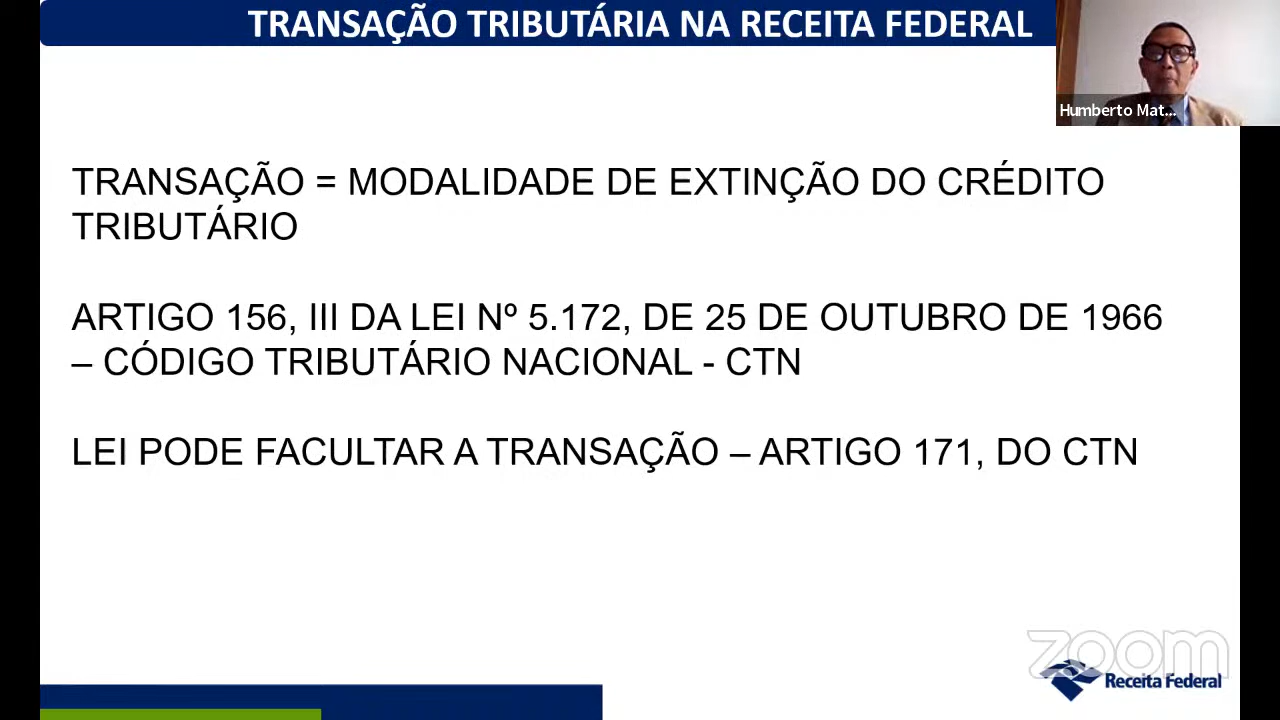 TRANSAÇÃO TRIBUTÁRIA NA RECEITA FEDERAL
Humberto Mat...
TRANSAÇÃO = MODALIDADE DE EXTINÇÃO DO CRÉDITO
TRIBUTÁRIO
ARTIGO 156, III DA LEI Nº 5.172, DE 25 DE OUTUBRO DE 1966
– CÓDIGO TRIBUTÁRIO NACIONAL - CTN
LEI PODE FACULTAR A TRANSAÇÃO – ARTIGO 171, DO CTN
zoom
Receita Federal